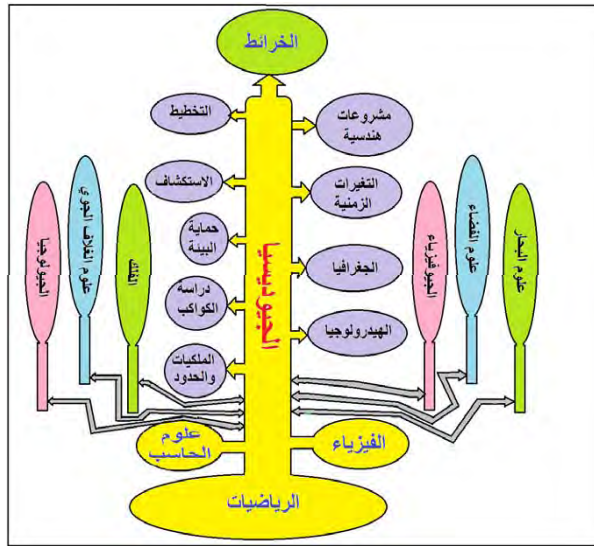 الخرائط
مشروعات
هندسية
التخطيط
التغيرات
الزمنية
الاستكشاف
حماية
البيئة
الجغرافيا
دراسة
الكواكب
الهيدرولوجيا
الملكيات
والحدود
الجيوديسيا
علوم البحار
علوم الفضاء
الجيوفيزياء
الفلك
علوم الغلاف الجوي
الجيولوجيا
الفيزياء
علوم
الحاسب
الرياضيات